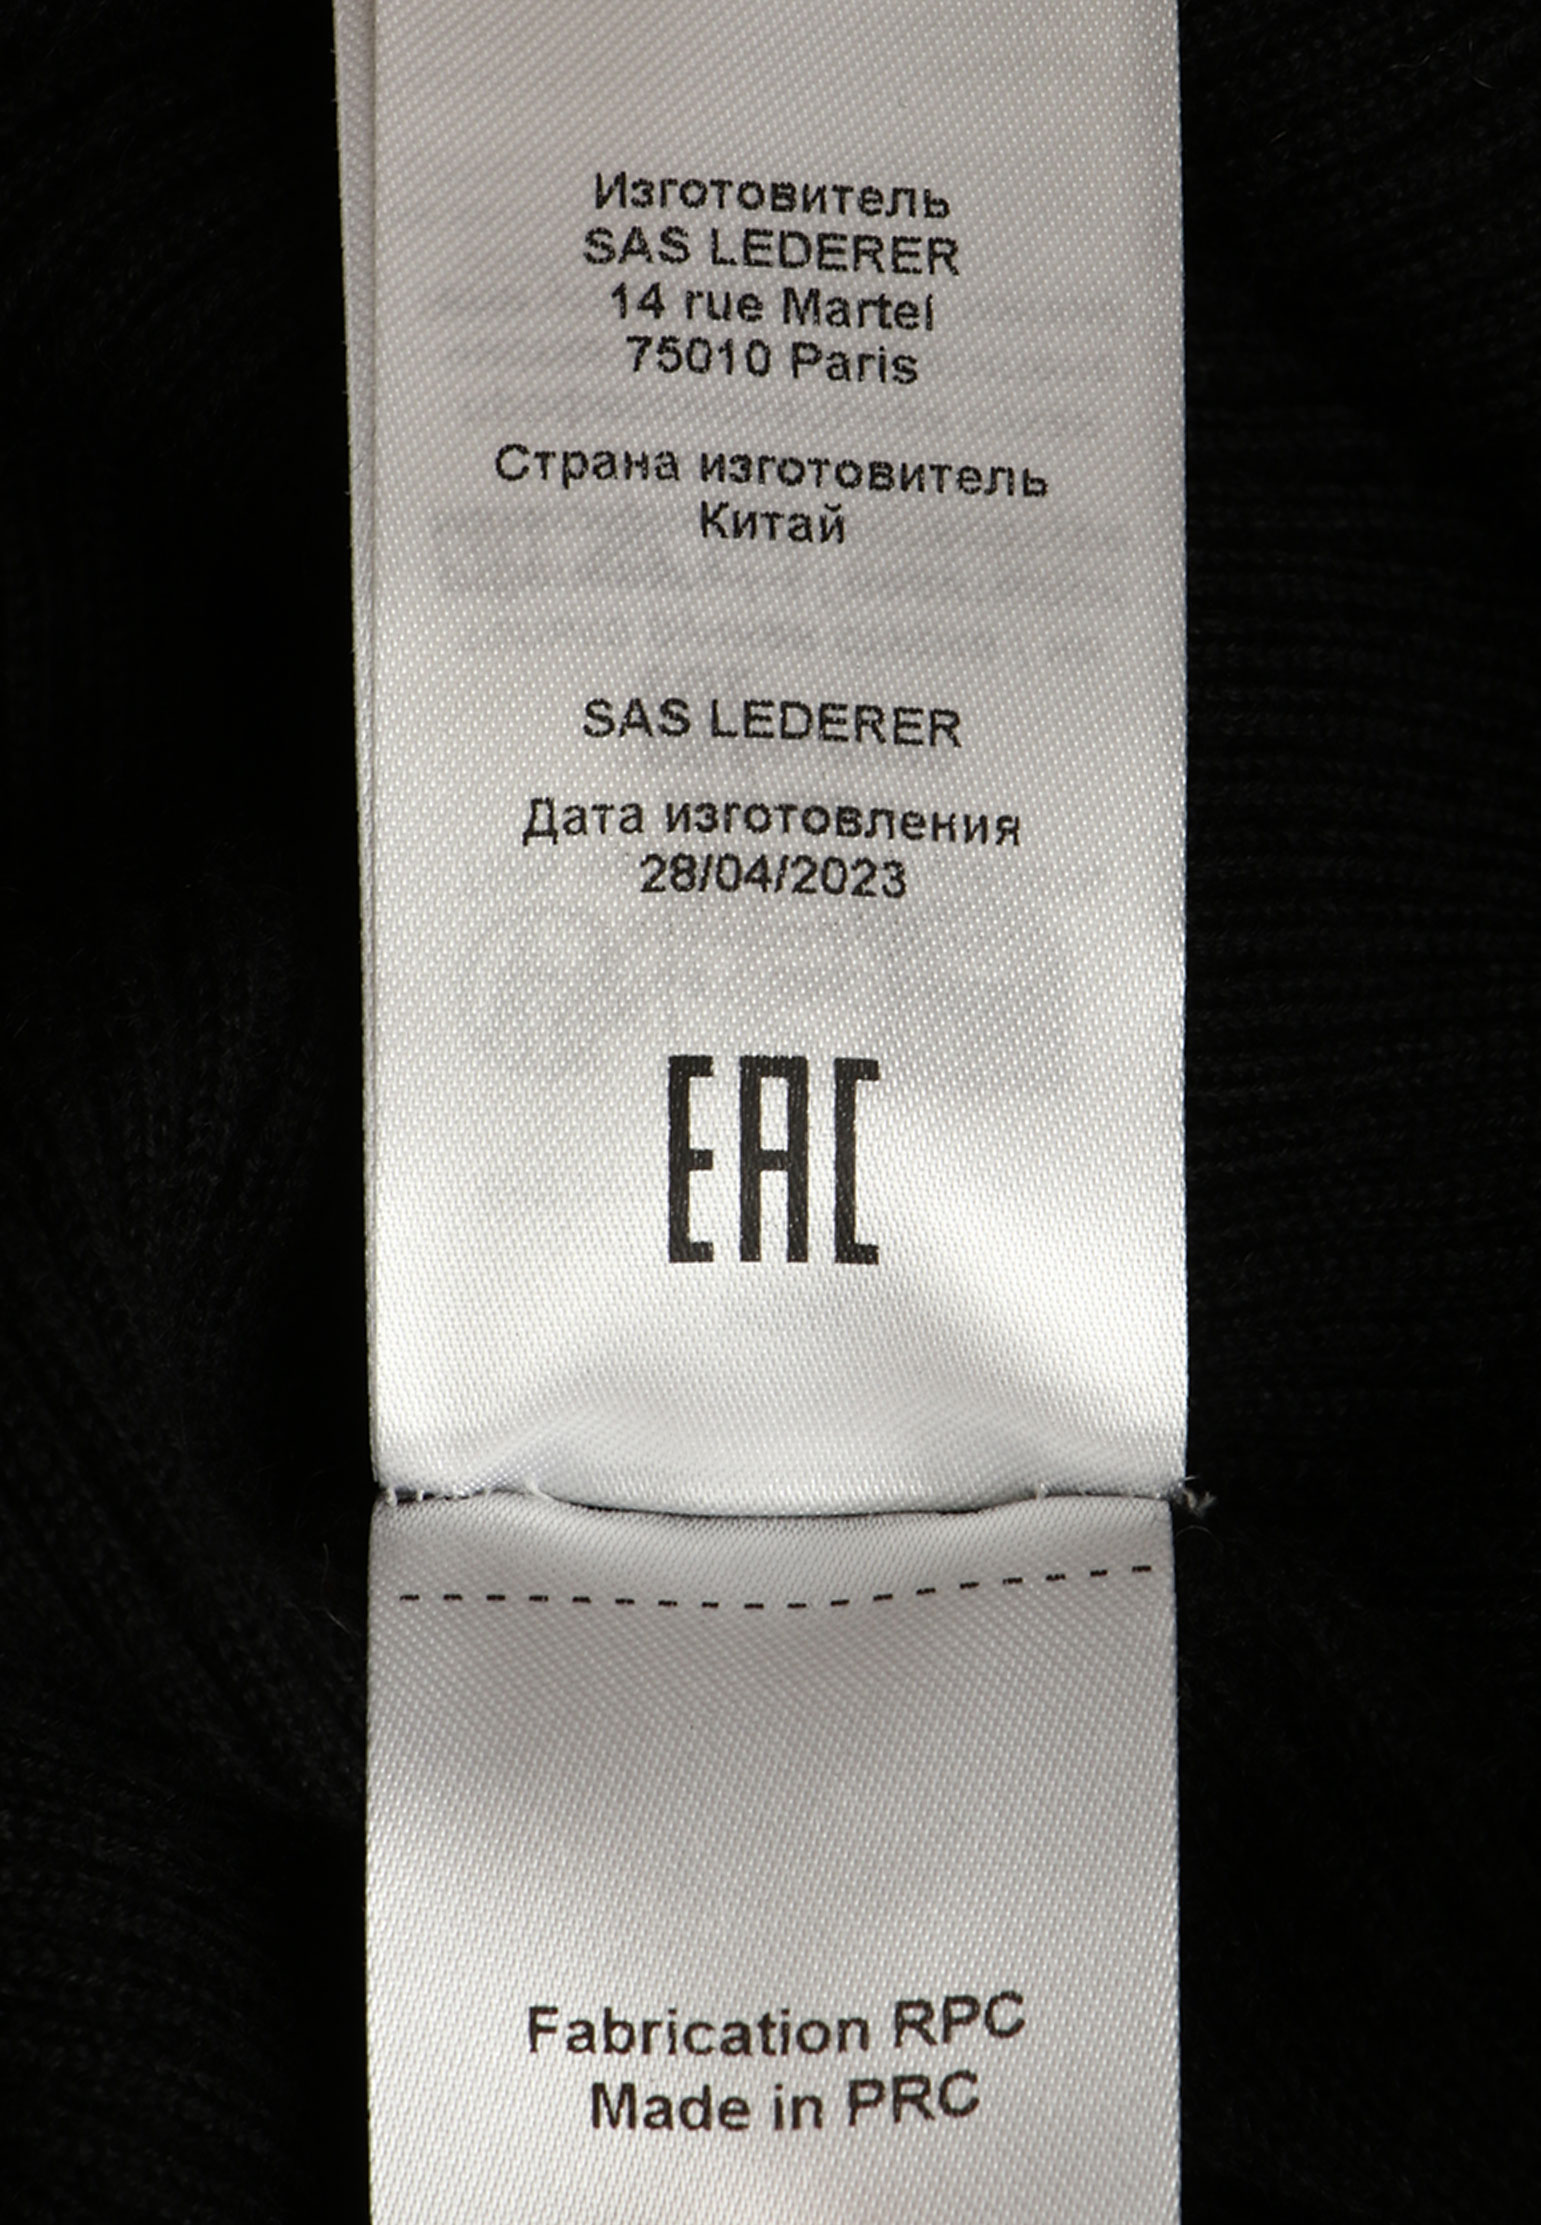 Изготовитель
SAS LEDERER
14 rue Martel
75010 Paris
Страна изготовитель
Китай
SAS LEDERER
Дата изготовления
28/04/2023
EAC
Fabrication RPC
Made in PRC